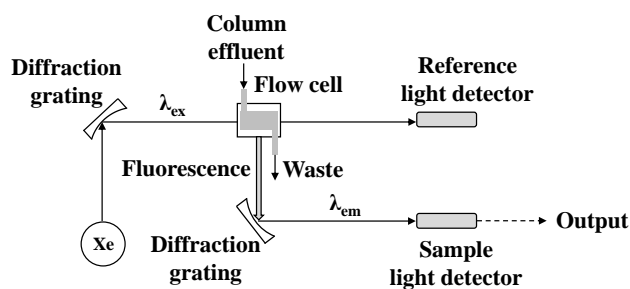 Column
effluent
Diffraction
grating
Flow cell
Reference
light detector
λex
Fluorescence
Waste
λem
Output
Xe
Diffraction
grating
Sample
light detector